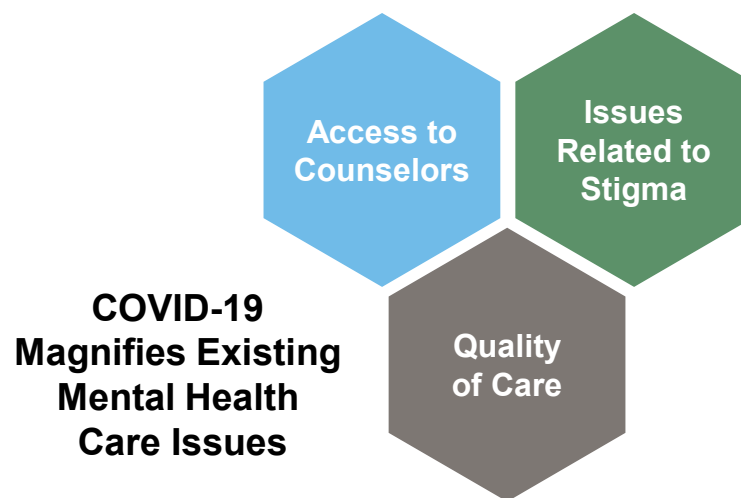 Access to
Counselors
Issues
Related to
Stigma
COVID-19
Magnifies Existing
Mental Health
Care Issues
Quality
of Care